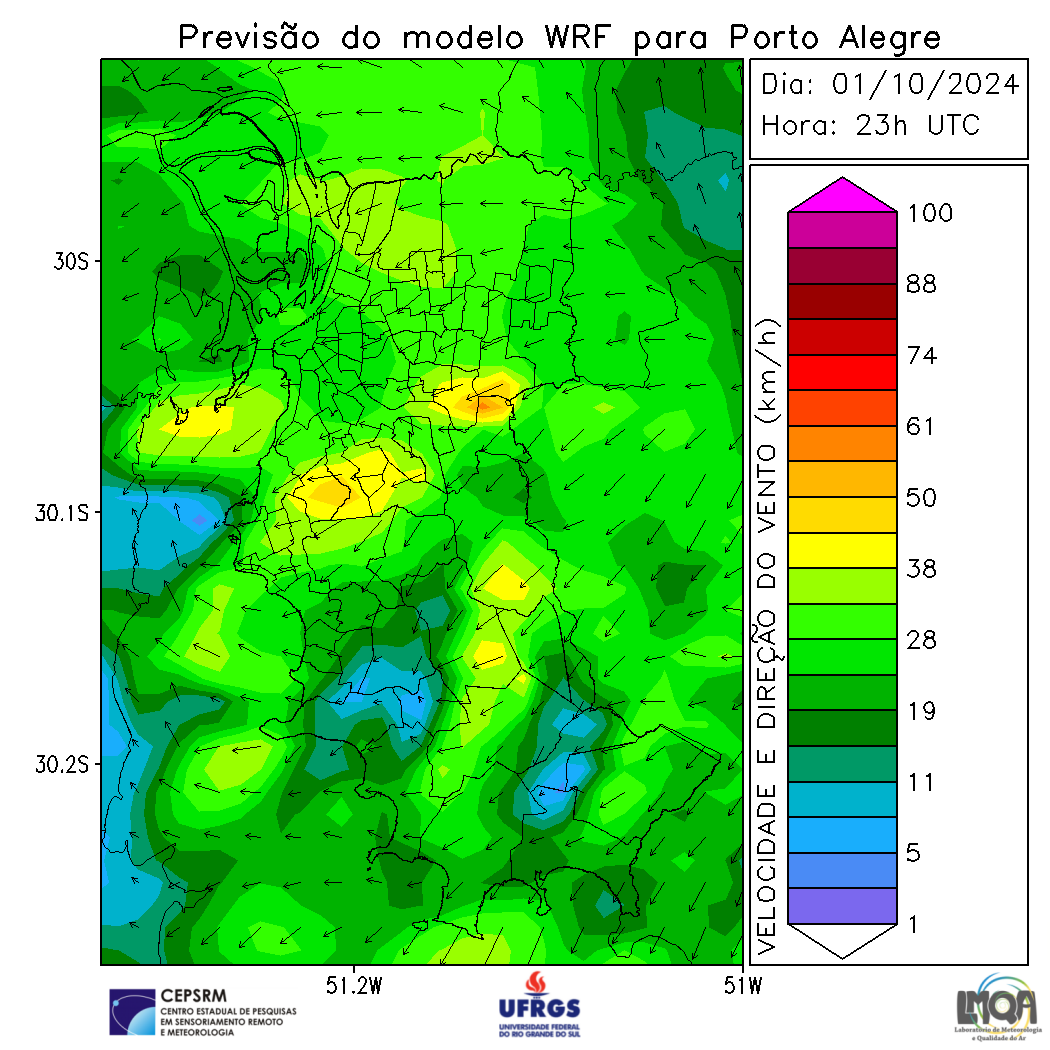 Previsão do modelo WRF para Porto Alegre
Dia: 01/10/2024
Hora: 23h UTC
30S
30.1S
30.2S
51.2W
51W
VELOCIDADE E DIREÇÃO DO VENTO (km/h)
100
88
74
61
50
38
28
19
11
5
1
CEPSRM
CENTRO ESTADUAL DE PESQUISAS
EM SENSORIAMENTO REMOTO
E METEOROLOGIA
UFRGS
UNIVERSIDADE FEDERAL
DO RIO GRANDE DO SUL
LMQA
Laboratório de Meteorologia
e Qualidade do Ar